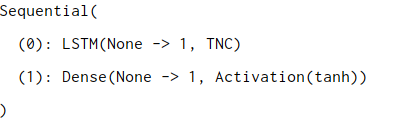 Sequential(
  (0): LSTM(None -> 1, TNC)
  (1): Dense(None -> 1, Activation(tanh))
)